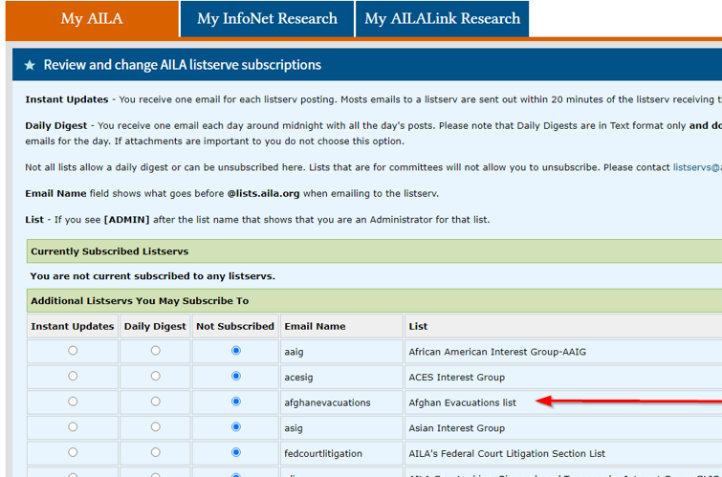 My AILA
My InfoNet Research
My AILALink Research
★ Review and change AILA listserve subscriptions
Instant Updates - You receive one email for each listserv posting. Mosts emails to a listserv are sent out within 20 minutes of the listserv receiving
Daily Digest - You receive one email each day around midnight with all the day's posts. Please note that Daily Digests are in Text format only and do
emails for the day. If attachments are important to you do not choose this option.
Not all lists allow a daily digest or can be unsubscribed here. Lists that are for committees will not allow you to unsubscribe. Please contact listservs@
Email Name field shows what goes before @lists.aila.org when emailing to the listserv.
List - If you see [ADMIN] after the list name that shows that you are an Administrator for that list.
Currently Subscribed Listservs
You are not current subscribed to any listservs.
Additional Listservs You May Subscribe To
Instant Updates Daily Digest Not Subscribed Email Name List
aaig African American Interest Group-AAIG
acesig ACES Interest Group
afghanevacuations Afghan Evacuations list
asig Asian Interest Group
fedcourtlitigation AILA's Federal Court Litigation Section List